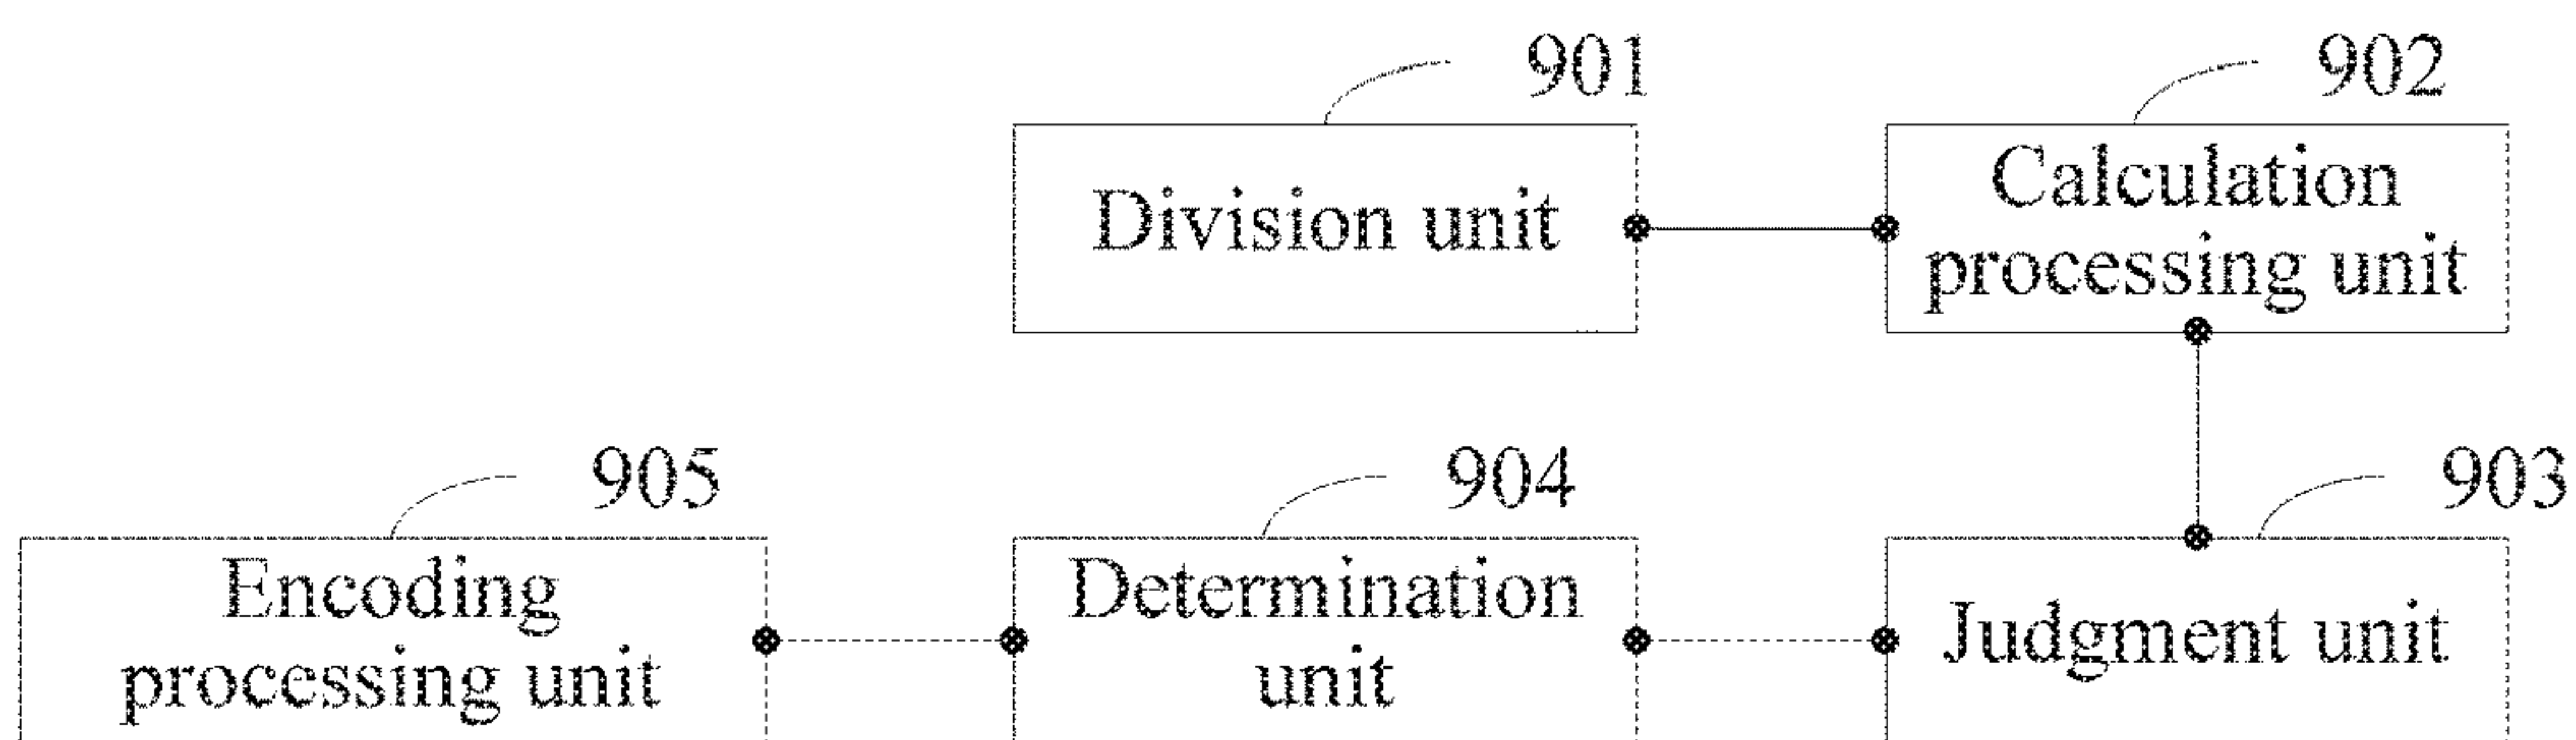 901
902
Division unit
Calculation
processing unit
905
904
903
Encoding
processing unit
Determination
unit
Judgment unit